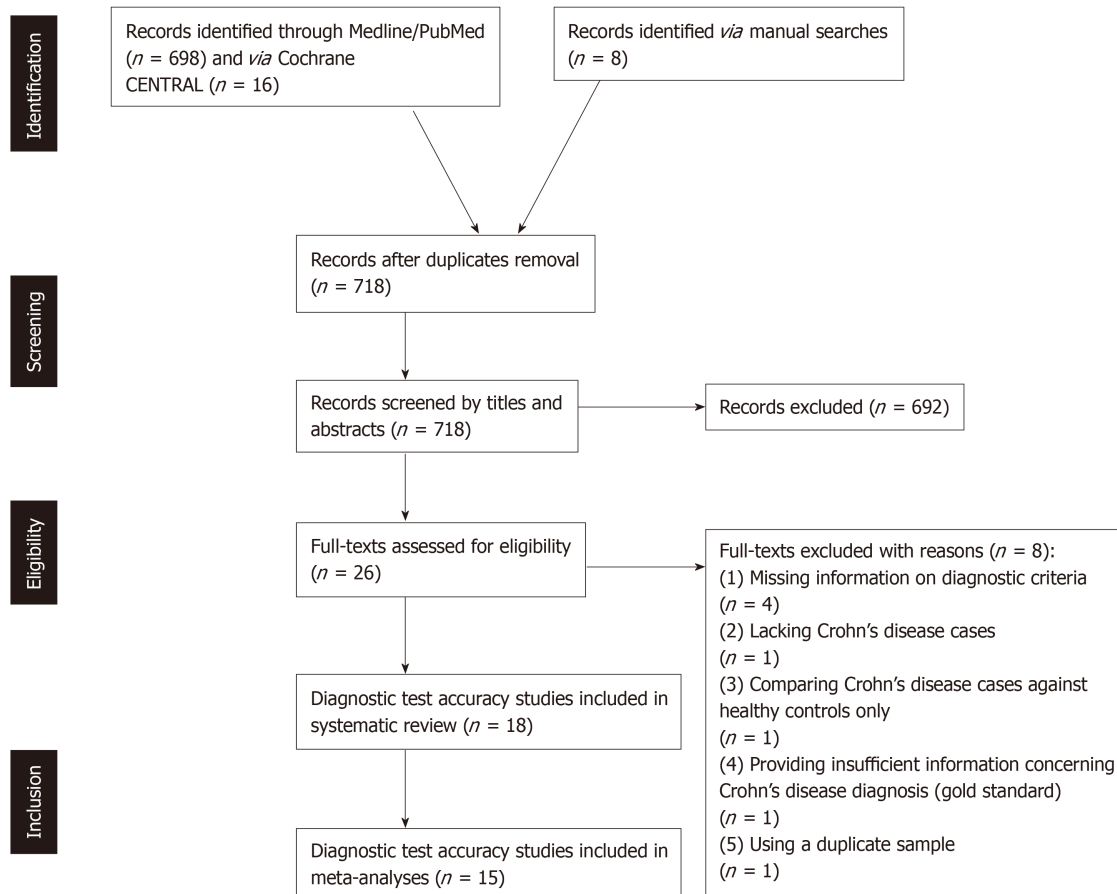 Identification
Records identified through Medline/PubMed
(n = 698) and via Cochrane
CENTRAL (n = 16)
Records identified via manual searches
(n = 8)
Screening
Records after duplicates removal
(n = 718)
Records screened by titles and
abstracts (n = 718)
Records excluded (n = 692)
Eligibility
Full-texts assessed for eligibility
(n = 26)
Full-texts excluded with reasons (n = 8):
(1) Missing information on diagnostic criteria
(n = 4)
(2) Lacking Crohn’s disease cases
(n = 1)
(3) Comparing Crohn’s disease cases against
healthy controls only
(n = 1)
(4) Providing insufficient information concerning
Crohn’s disease diagnosis (gold standard)
(n = 1)
(5) Using a duplicate sample
(n = 1)
Inclusion
Diagnostic test accuracy studies included in
systematic review (n = 18)
Diagnostic test accuracy studies included in
meta-analyses (n = 15)